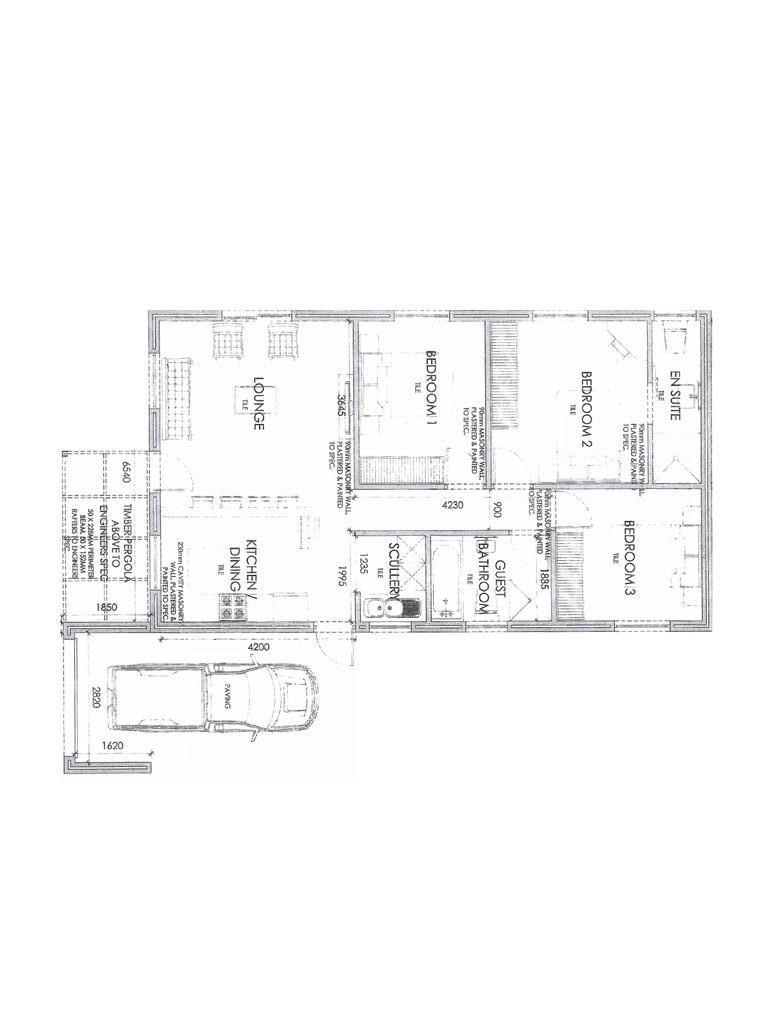 LOUNGE
TILE
3645
90mm MASONRY WALL,
PLASTERED & PAINTED
TO SPEC.
BEDROOM 1
TILE
90mm MASONRY WALL,
PLASTERED & PAINTED
TO SPEC.
BEDROOM 2
TILE
90mm MASONRY WALL,
PLASTERED & PAINTED
TO SPEC.
EN SUITE
TILE
6540
TIMBER PERGOLA
ABOVE TO
ENGINEERS SPEC
50 X 228MM PERIMETER
BEAM, 50 X 152MM
RAFTERS TO ENGINEERS
SPEC.
1850
KITCHEN /
DINING
TILE
250mm CAVITY MASONRY
WALL, PLASTERED &
PAINTED TO SPEC.
1995
1235
SCULLERY
TILE
4230
900
GUEST
BATHROOM
TILE
90mm MASONRY WALL,
PLASTERED & PAINTED
TO SPEC.
1885
BEDROOM 3
TILE
4200
PAVING
2820
1620